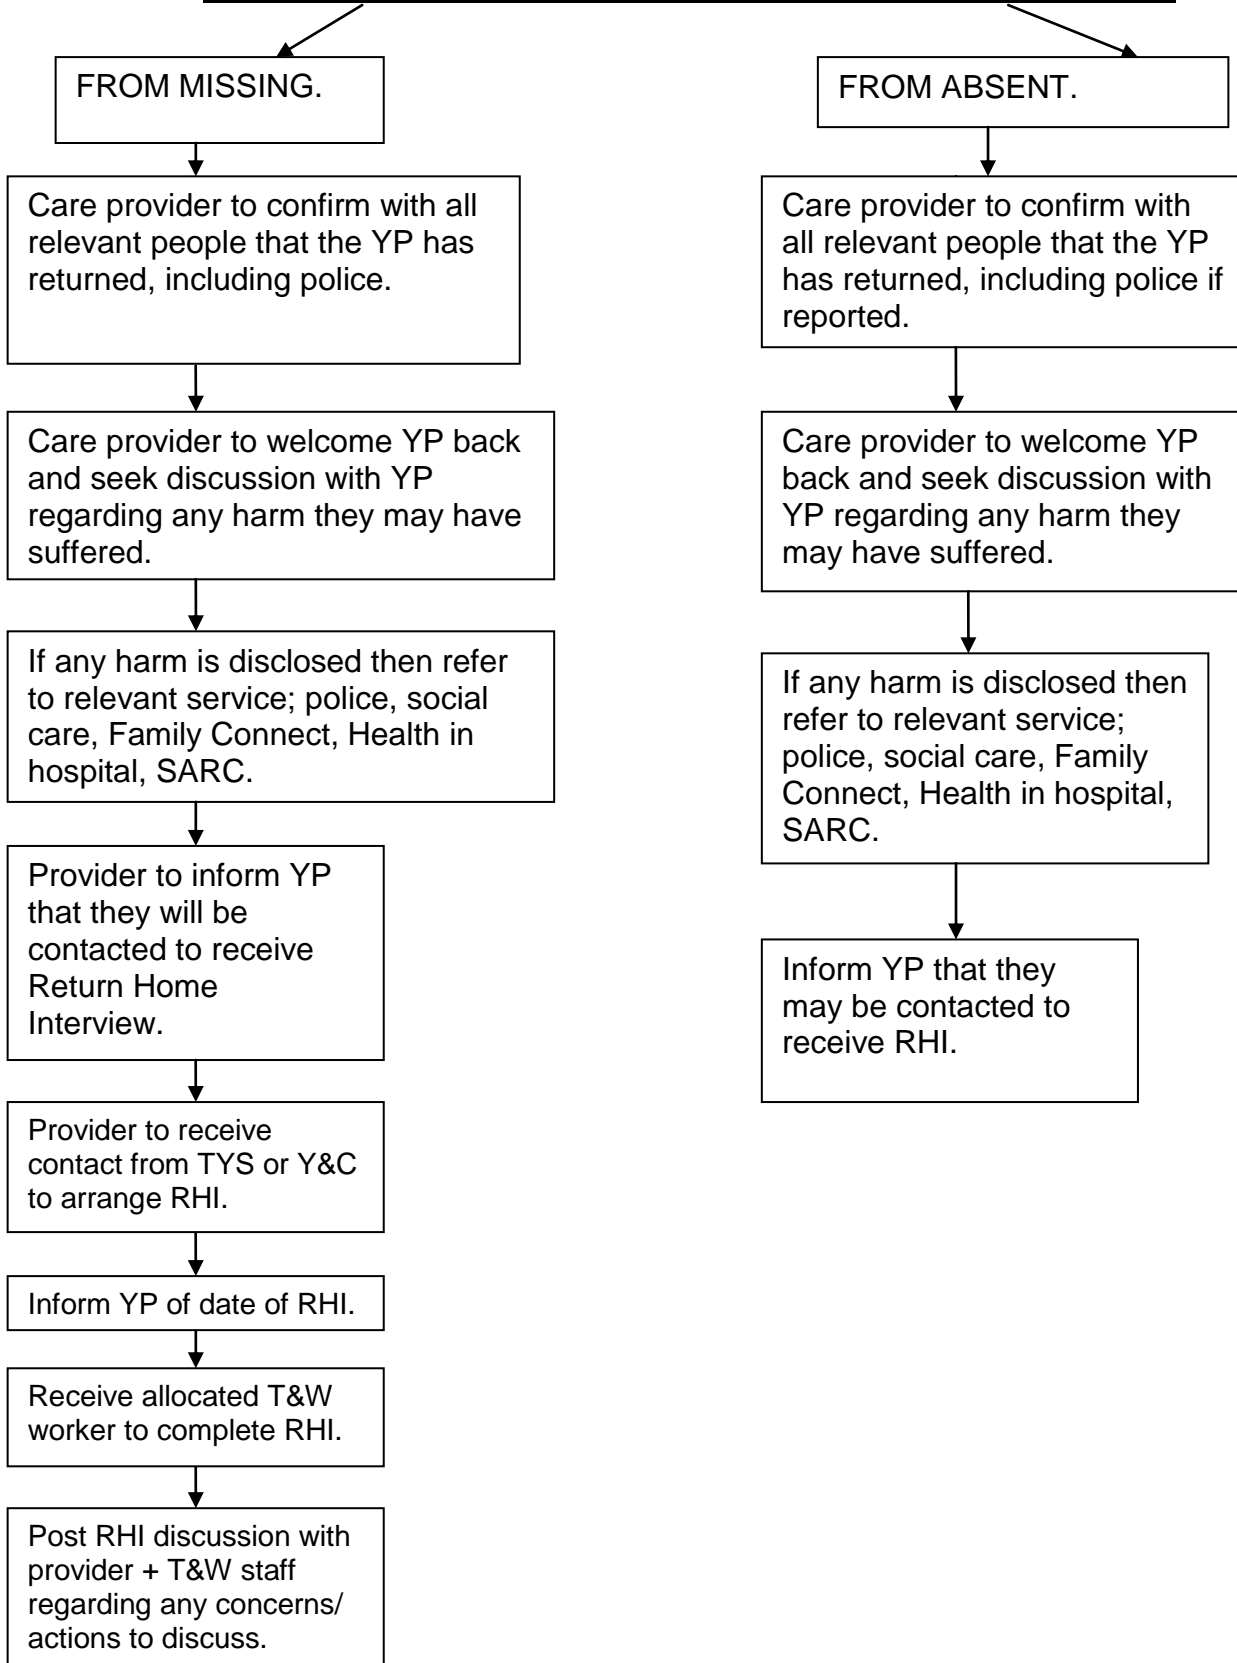 FROM MISSING.
Care provider to confirm with all
relevant people that the YP has
returned, including police.
Care provider to welcome YP back
and seek discussion with YP
regarding any harm they may have
suffered.
If any harm is disclosed then refer
to relevant service; police, social
care, Family Connect, Health in
hospital, SARC.
Provider to inform YP
that they will be
contacted to receive
Return Home
Interview.
Provider to receive
contact from TYS or Y&C
to arrange RHI.
Inform YP of date of RHI.
Receive allocated T&W
worker to complete RHI.
Post RHI discussion with
provider + T&W staff
regarding any concerns/
actions to discuss.
FROM ABSENT.
Care provider to confirm with
all relevant people that the YP
has returned, including police if
reported.
Care provider to welcome YP
back and seek discussion with
YP regarding any harm they
may have suffered.
If any harm is disclosed then
refer to relevant service;
police, social care, Family
Connect, Health in hospital,
SARC.
Inform YP that they
may be contacted to
receive RHI.